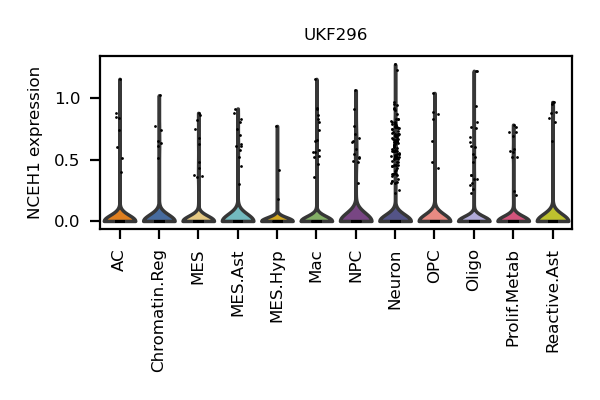 UKF296
NCEH1 expression
1.0
0.5
0.0
AC
Chromatin.Reg
MES
MES.Ast
MES.Hyp
Mac
NPC
Neuron
OPC
Oligo
Prolif.Metab
Reactive.Ast